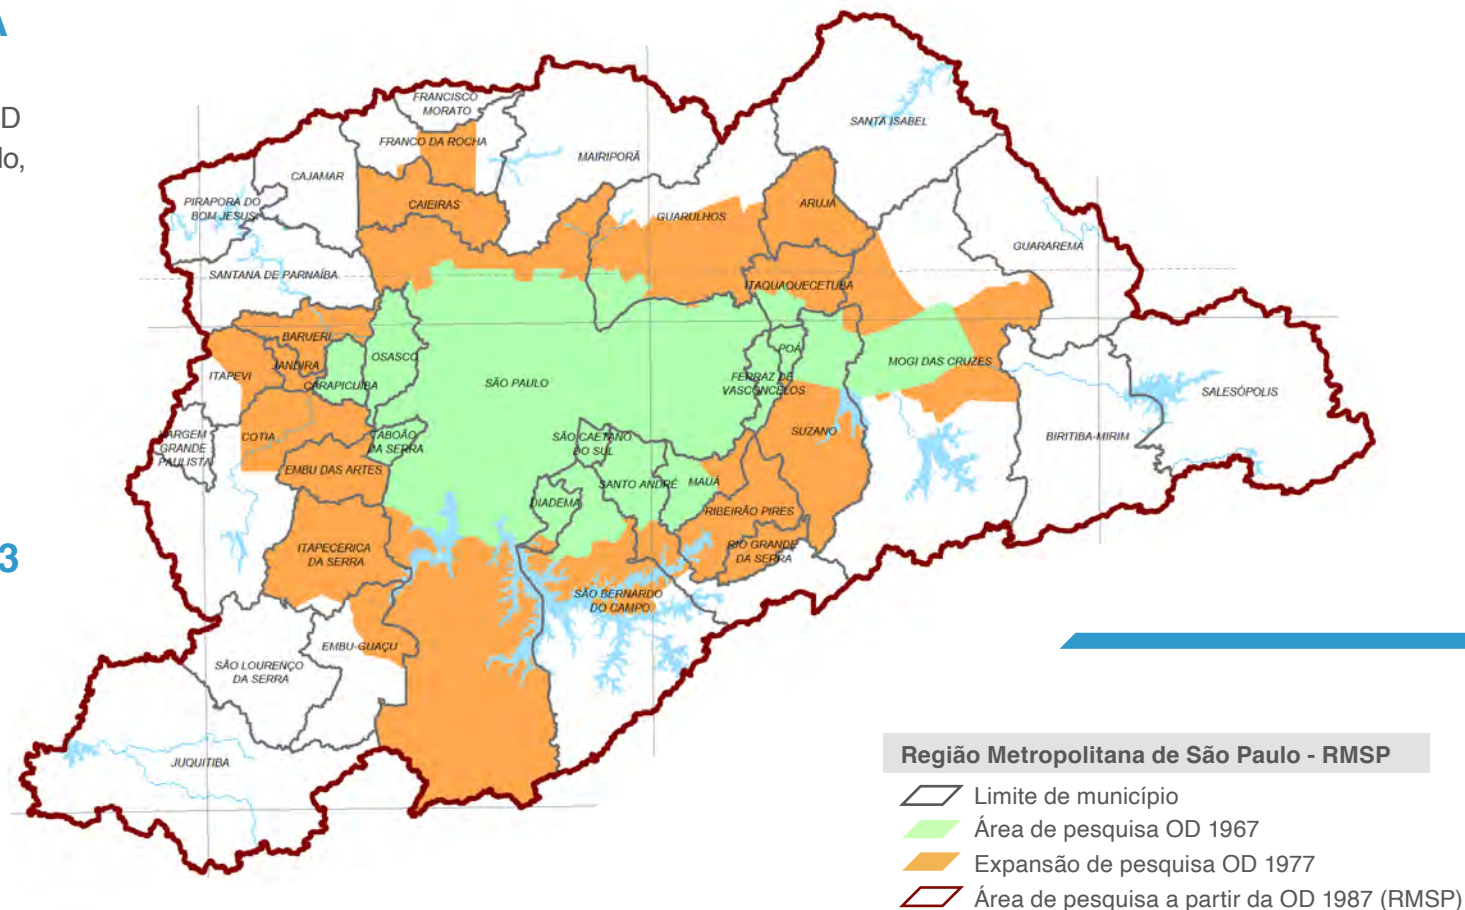 A
D
lo,
3
FRANCISCO
MORATO
FRANCO DA ROCHA
MAIRIPORÃ
SANTA ISABEL
CAJAMAR
PIRAPORA DO
BOM JESUS
CAIEIRAS
GUARULHOS
ARUJÁ
GUARAREMA
SANTANA DE PARNAÍBA
ITAQUAQUECETUBA
BARUERI
JANDIRA
ITAPEVI
CARAPICUÍBA
OSASCO
SÃO PAULO
POÁ
FERRAZ DE
VASCONCELOS
MOGI DAS CRUZES
SALESÓPOLIS
BIRITIBA-MIRIM
VARGEM
GRANDE
PAULISTA
COTIA
TABOÃO
DA SERRA
SÃO CAETANO
DO SUL
SUZANO
EMBU DAS ARTES
SANTO ANDRÉ
MAUÁ
DIADEMA
RIBEIRÃO PIRES
ITAPECERICA
DA SERRA
RIO GRANDE
DA SERRA
SÃO BERNARDO
DO CAMPO
EMBU-GUAÇU
SÃO LOURENÇO
DA SERRA
JUQUITIBA
Região Metropolitana de São Paulo - RMSP
Limite de município
Área de pesquisa OD 1967
Expansão de pesquisa OD 1977
Área de pesquisa a partir da OD 1987 (RMSP)